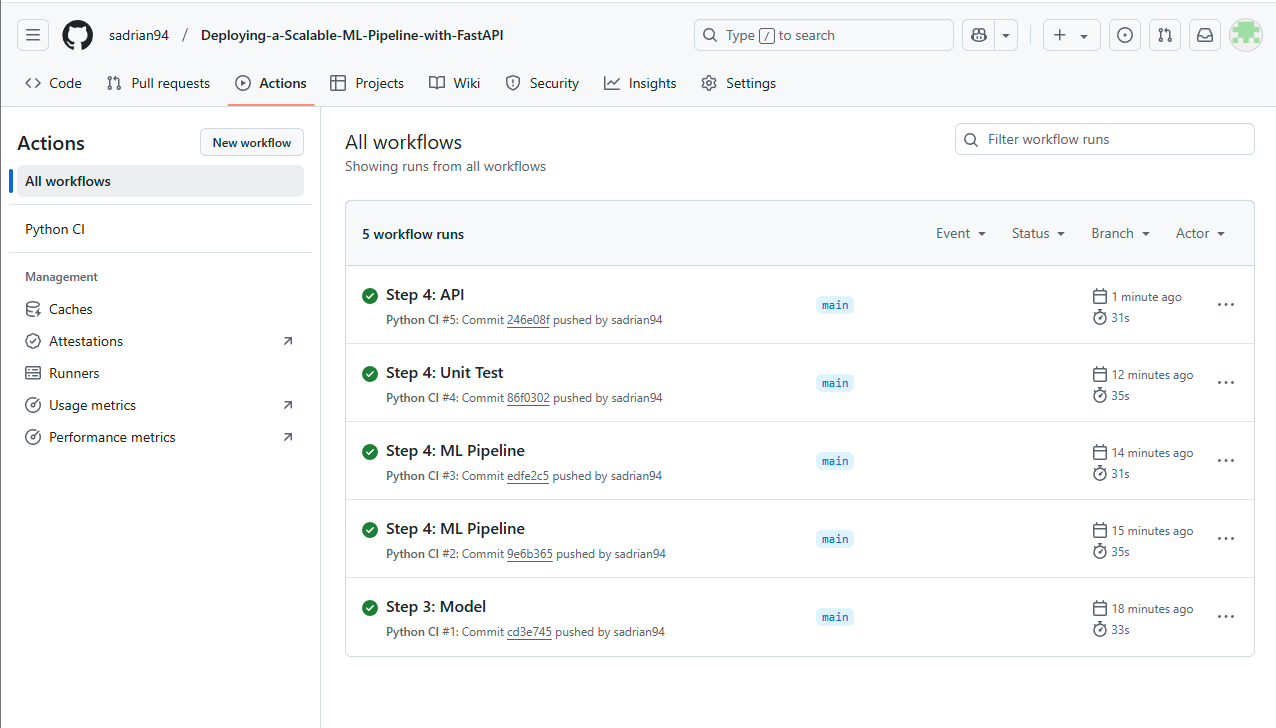 sadrian94 / Deploying-a-Scalable-ML-Pipeline-with-FastAPI
Type / to search
Code Pull requests Actions Projects Wiki Security Insights Settings
Actions
New workflow
All workflows
Python CI
Management
Caches
Attestations
Runners
Usage metrics
Performance metrics
All workflows
Showing runs from all workflows
Filter workflow runs
5 workflow runs
Event Status Branch Actor
Step 4: API
Python CI #5: Commit 246e08f pushed by sadrian94
main
1 minute ago
31s
Step 4: Unit Test
Python CI #4: Commit 86f0302 pushed by sadrian94
main
12 minutes ago
35s
Step 4: ML Pipeline
Python CI #3: Commit edfe2c5 pushed by sadrian94
main
14 minutes ago
31s
Step 4: ML Pipeline
Python CI #2: Commit 9e6b365 pushed by sadrian94
main
15 minutes ago
35s
Step 3: Model
Python CI #1: Commit cd3e745 pushed by sadrian94
main
18 minutes ago
33s